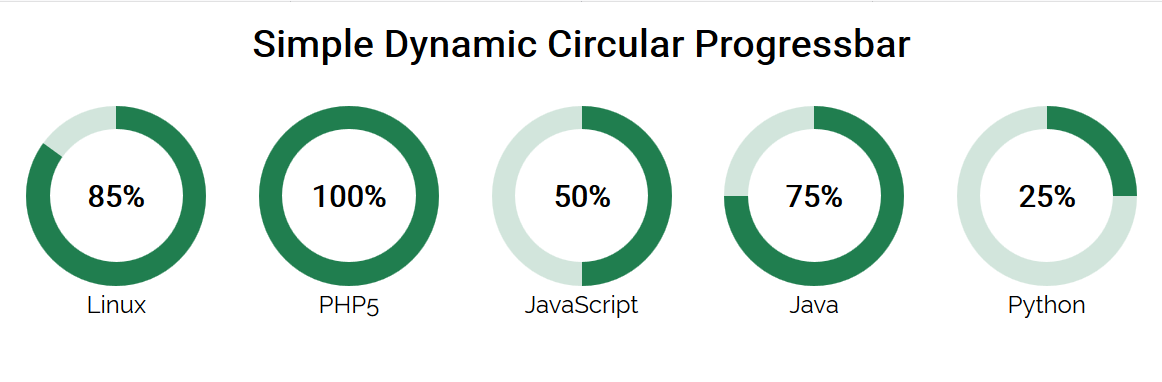 Simple Dynamic Circular Progressbar
85% 100% 50% 75% 25%
Linux PHP5 JavaScript Java Python